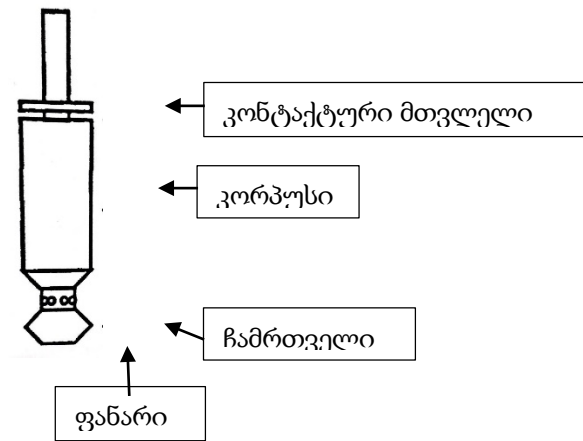 კონტაქტური მთვლელი
კორპუსი
ჩამრთველი
ფანარი